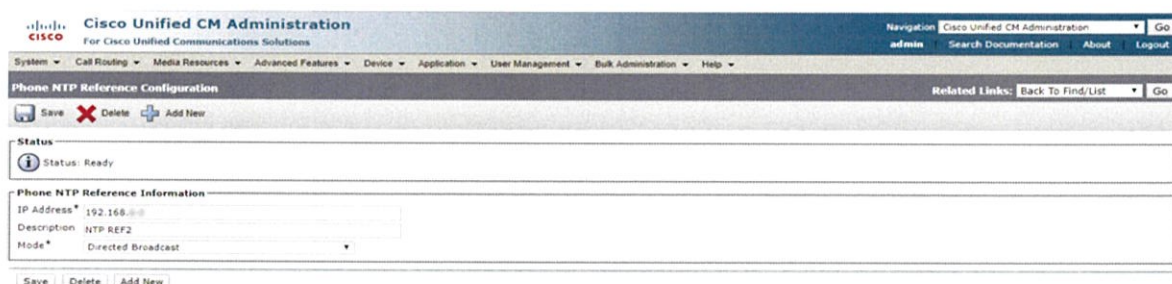 Cisco Unified CM Administration
CISCO
For Cisco Unified Communications Solutions
Navigation Cisco Unified CM Administration Go
admin Search Documentation About Logout
System Call Routing Media Resources Advanced Features Device Application User Management Bulk Administration Help
Phone NTP Reference Configuration
Related Links: Back To Find/List Go
Save Delete Add New
Status
Status: Ready
Phone NTP Reference Information
IP Address* 192.168.
Description NTP REF2
Mode* Directed Broadcast
Save Delete Add New